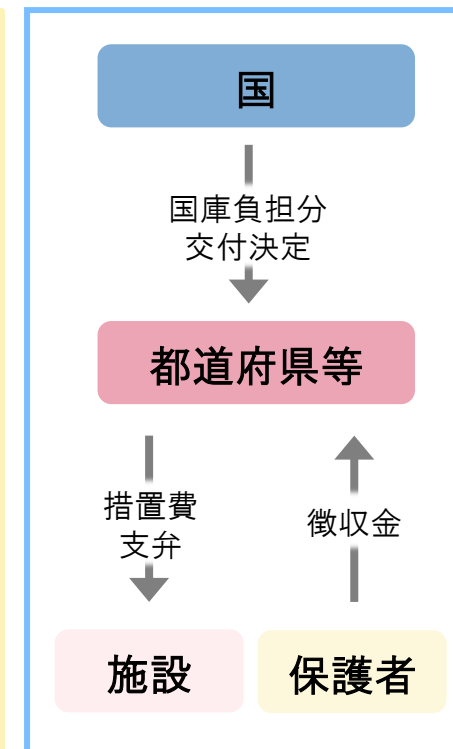 国
国庫負担分
交付決定
都道府県等
措置費
支弁
徴収金
施設
保護者